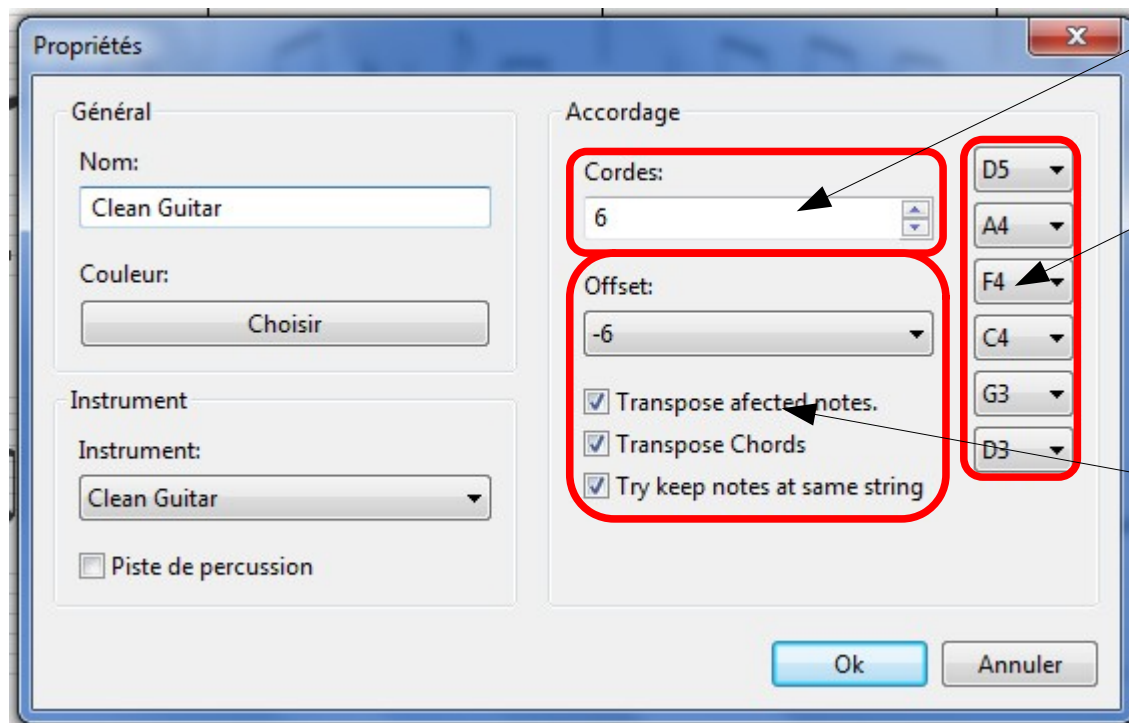 Propriétés
Général
Nom:
Clean Guitar
Couleur:
Choisir
Instrument
Instrument:
Clean Guitar
Piste de percussion
Accordage
Cordes:
6
Offset:
-6
Transpose afected notes.
Transpose Chords
Try keep notes at same string
D5
A4
F4
C4
G3
D3
Ok
Annuler